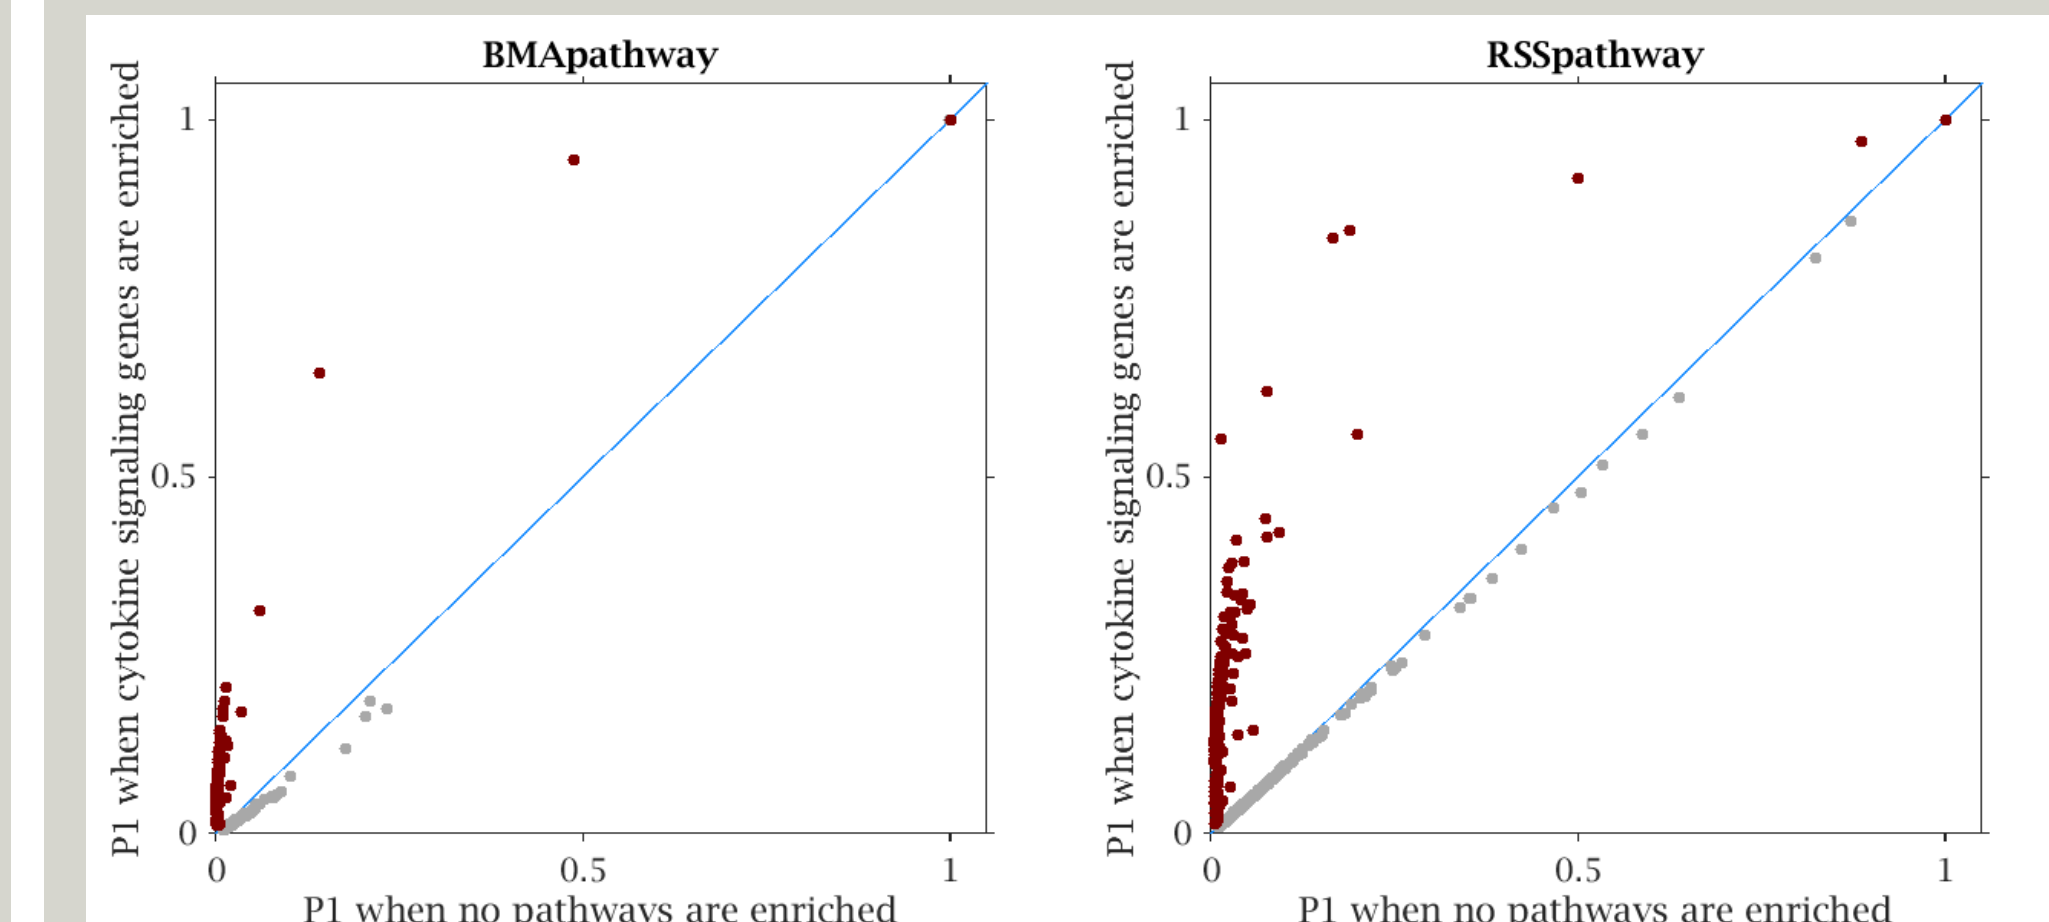 BMApathway
P1 when cytokine signaling genes are enriched
1
0.5
0
0 0.5 1
P1 when no pathways are enriched
RSSpathway
P1 when cytokine signaling genes are enriched
1
0.5
0
0 0.5 1
P1 when no pathways are enriched